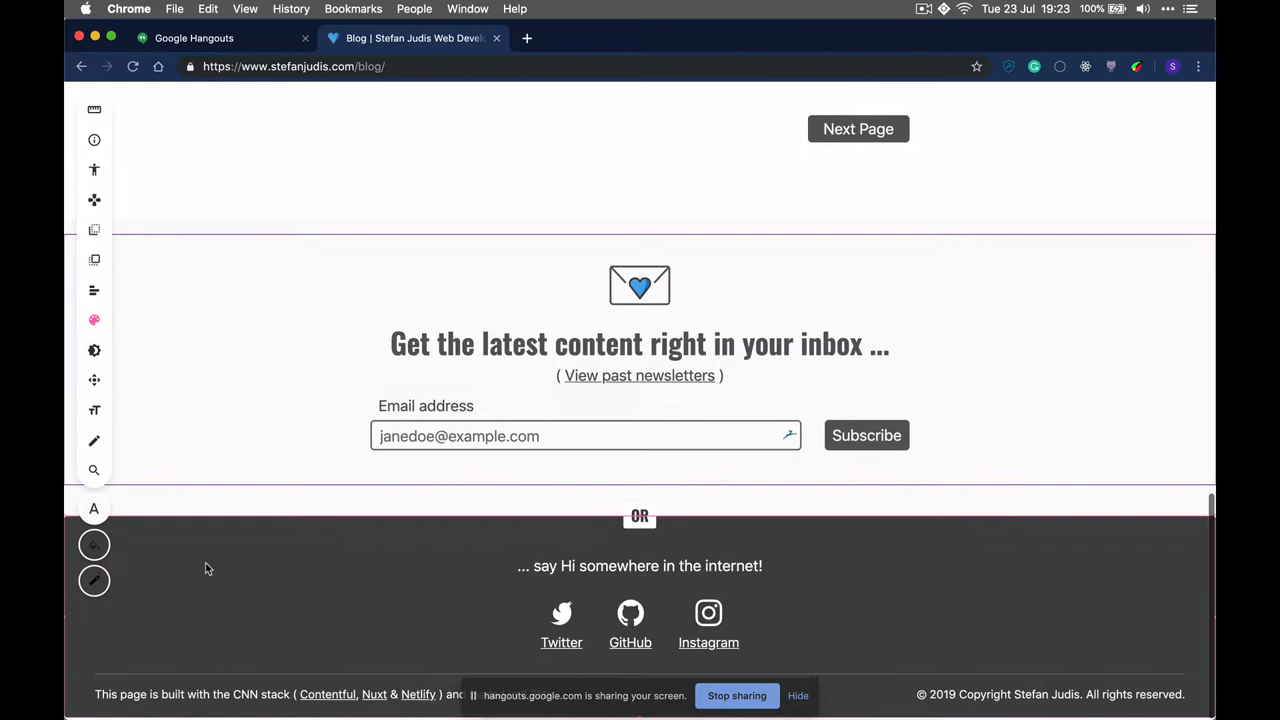 Chrome File Edit View History Bookmarks People Window Help
Tue 23 Jul 19:23 100%
Google Hangouts
Blog | Stefan Judis Web Devel
https://www.stefanjudis.com/blog/
S
Next Page
Get the latest content right in your inbox ...
( View past newsletters )
Email address
janedoe@example.com
Subscribe
A
OR
... say Hi somewhere in the internet!
Twitter GitHub Instagram
This page is built with the CNN stack ( Contentful, Nuxt & Netlify ) and
hangouts.google.com is sharing your screen. Stop sharing Hide
© 2019 Copyright Stefan Judis. All rights reserved.